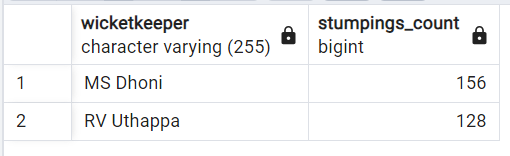 wicketkeeper stumpings_count
character varying (255) bigint
1 MS Dhoni 156
2 RV Uthappa 128